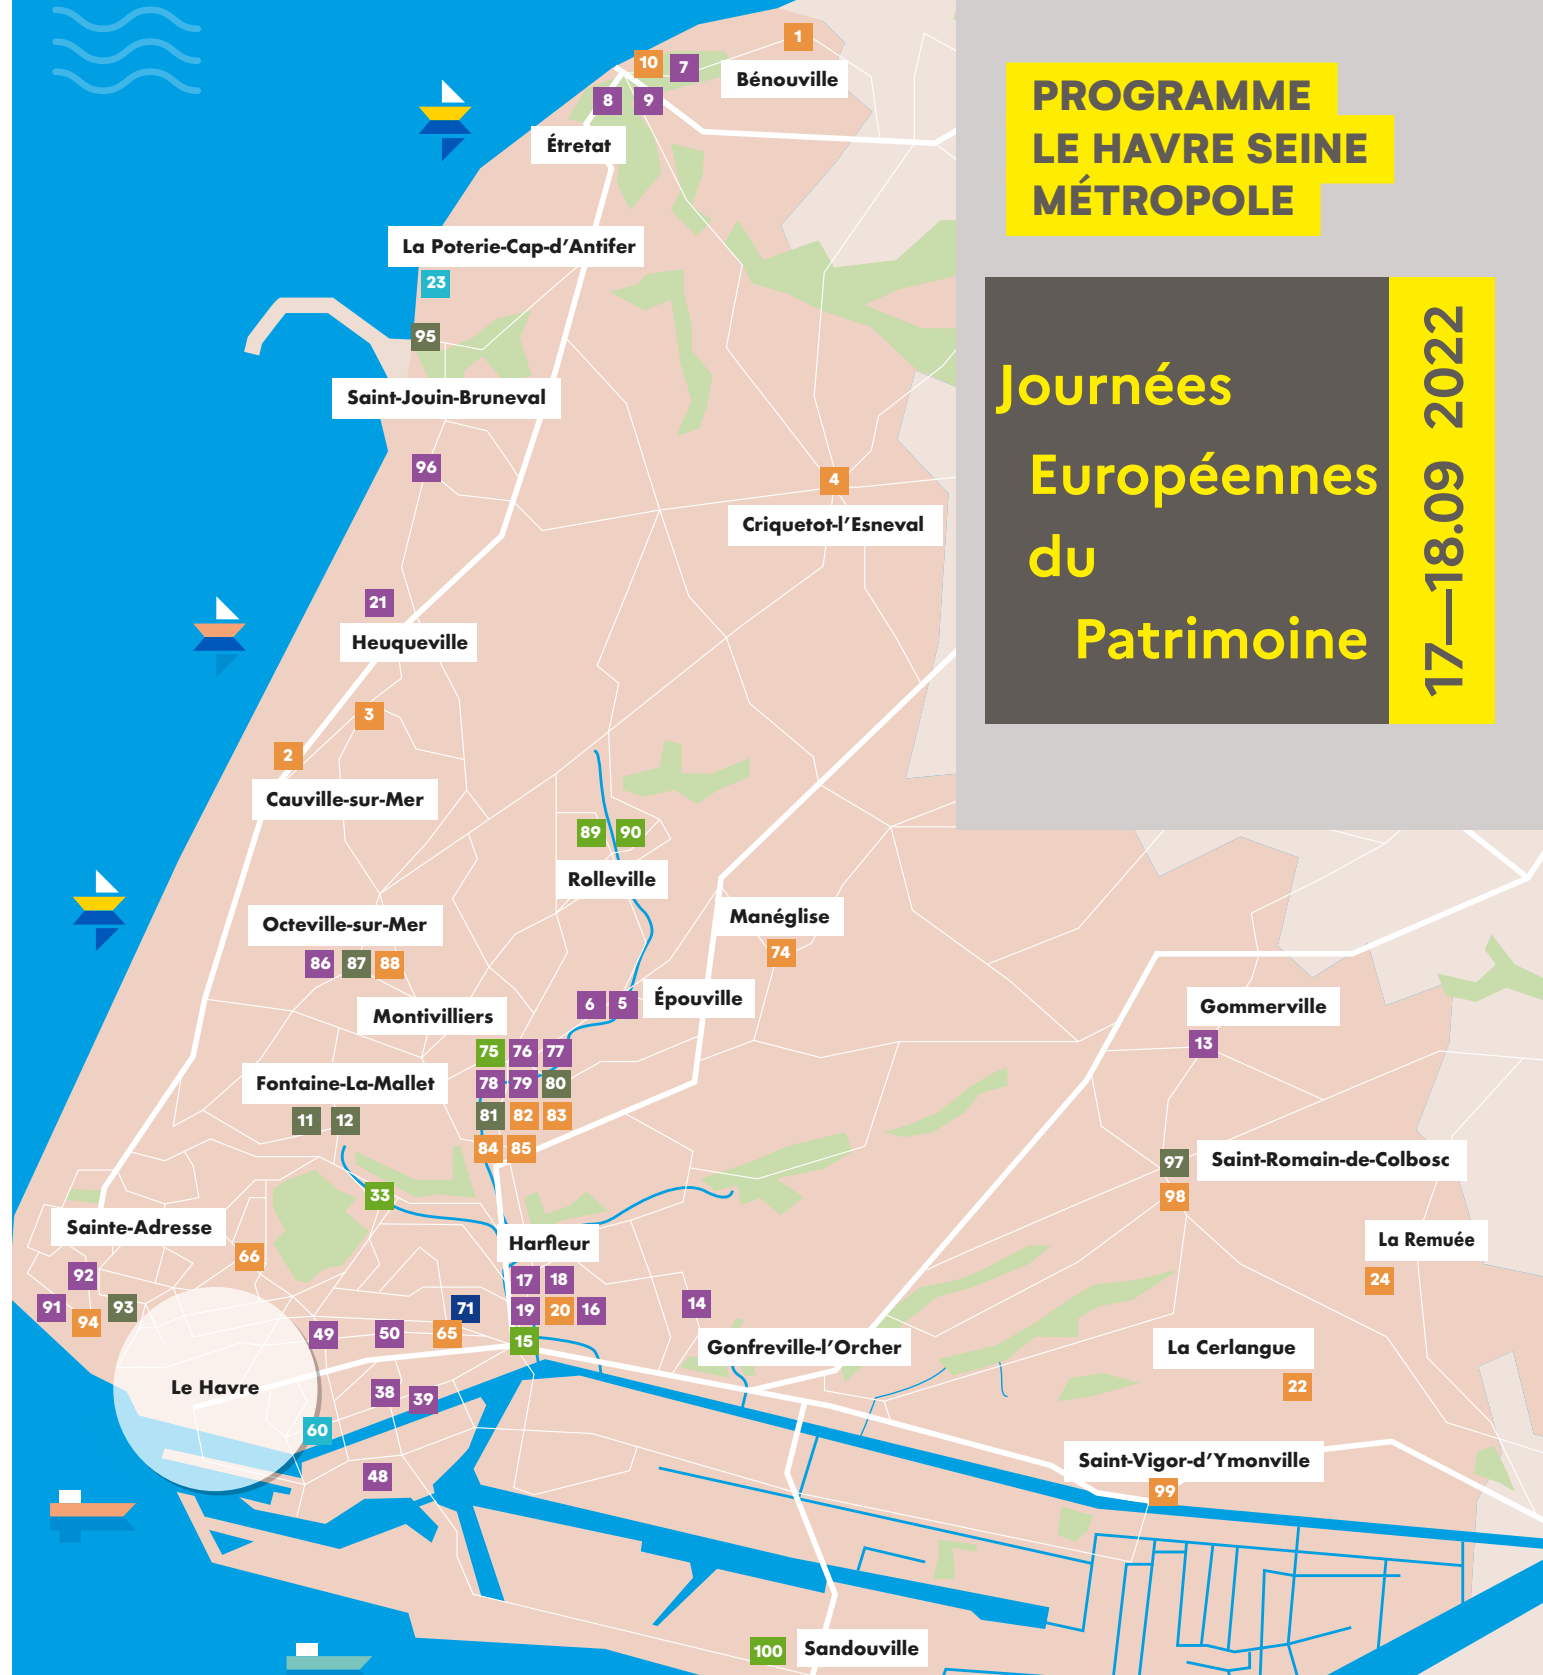 PROGRAMME
LE HAVRE SEINE
MÉTROPOLE
Journées
Européennes
du
Patrimoine
17—18.09 2022
1
Bénouville
10
7
8
9
Étretat
La Poterie-Cap-d'Antifer
23
95
Saint-Jouin-Bruneval
96
4
Criquetot-l'Esneval
21
Heuqueville
3
2
Cauville-sur-Mer
89 90
Rolleville
Octeville-sur-Mer
86 87 88
Manéglise
74
6 5
Épouville
Montivilliers
75 76 77
78 79 80
81 82 83
84 85
Gommerville
13
Fontaine-La-Mallet
11 12
33
97
Saint-Romain-de-Colbosc
98
Sainte-Adresse
66
92
91
94
93
Harfleur
17 18
19 20 16
15
La Remuée
24
71
49
50
65
14
Gonfreville-l'Orcher
La Cerlangue
22
Le Havre
38
39
60
48
Saint-Vigor-d'Ymonville
99
100
Sandouville